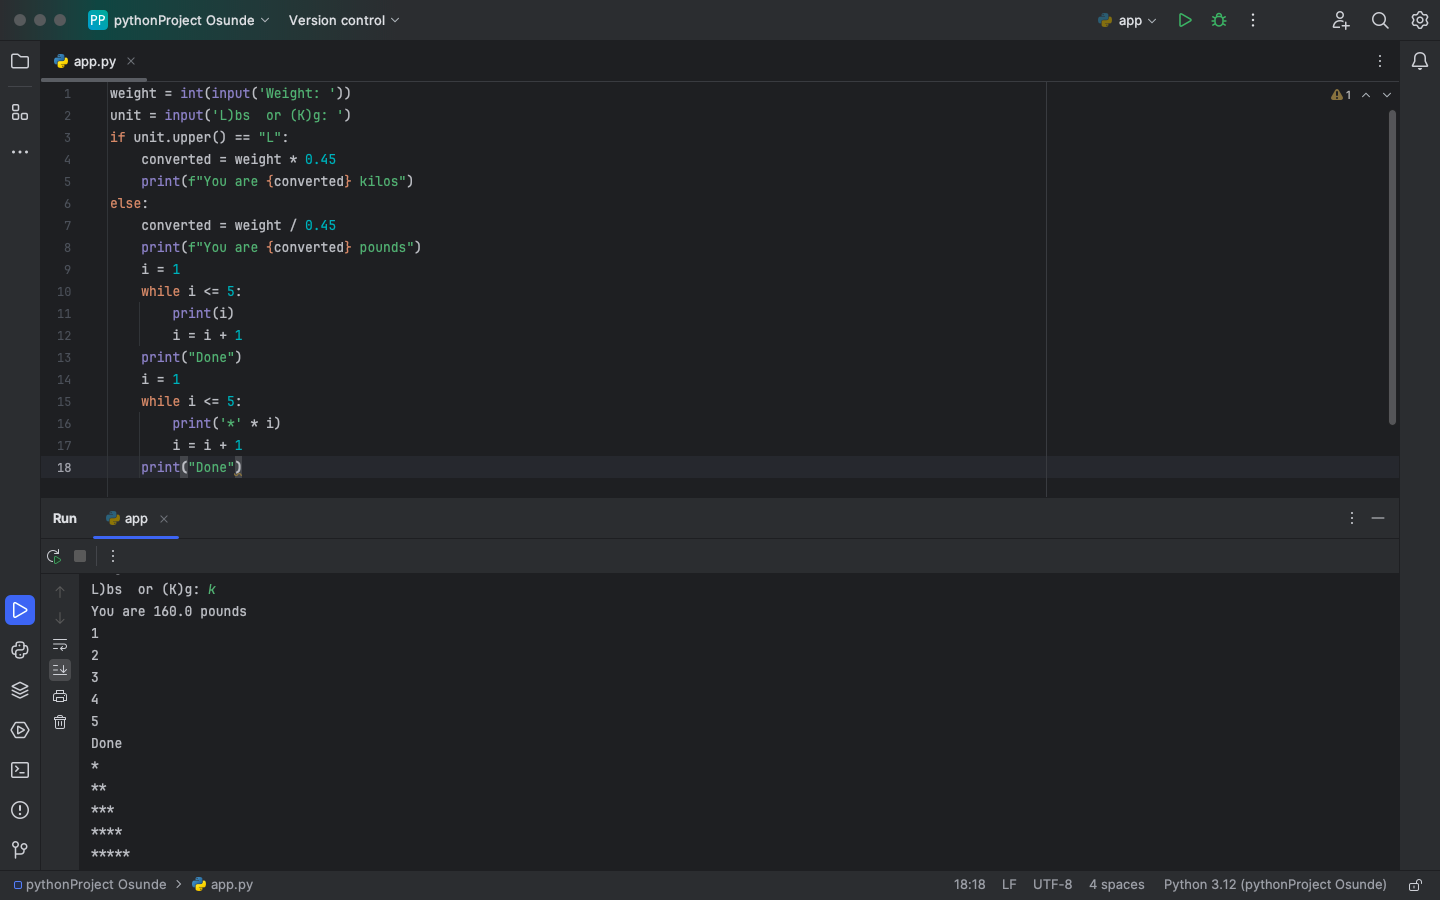 PP pythonProject Osunde Version control app
app.py
1
1 weight = int(input('Weight: '))
2 unit = input('L)bs  or (K)g: ')
3 if unit.upper() == "L":
4     converted = weight * 0.45
5     print(f"You are {converted} kilos")
6 else:
7     converted = weight / 0.45
8     print(f"You are {converted} pounds")
9     i = 1
10     while i <= 5:
11         print(i)
12         i = i + 1
13     print("Done")
14     i = 1
15     while i <= 5:
16         print('*' * i)
17         i = i + 1
18     print("Done")
Run app
L)bs  or (K)g: k
You are 160.0 pounds
1
2
3
4
5
Done
*
**
***
****
*****
pythonProject Osunde > app.py 18:18 LF UTF-8 4 spaces Python 3.12 (pythonProject Osunde)